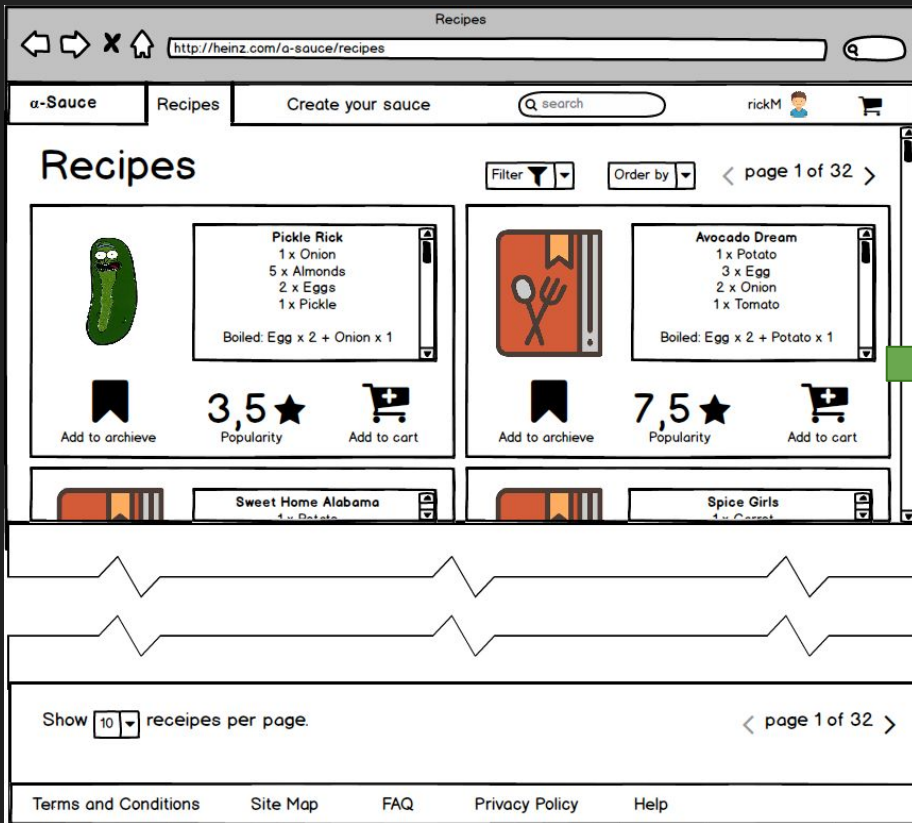 Recipes
http://heinz.com/a-sauce/recipes
α-Sauce
Recipes
Create your sauce
search
rickM
Recipes
Filter
Order by
page 1 of 32
Pickle Rick
1 x Onion
5 x Almonds
2 x Eggs
1 x Pickle
Boiled: Egg x 2 + Onion x 1
Add to archieve
3,5
Popularity
Add to cart
Avocado Dream
1 x Potato
3 x Egg
2 x Onion
1 x Tomato
Boiled: Egg x 2 + Potato x 1
Add to archieve
7,5
Popularity
Add to cart
Sweet Home Alabama
1 x Potato
Spice Girls
1 x Carrot
Show 10 receipes per page.
page 1 of 32
Terms and Conditions
Site Map
FAQ
Privacy Policy
Help